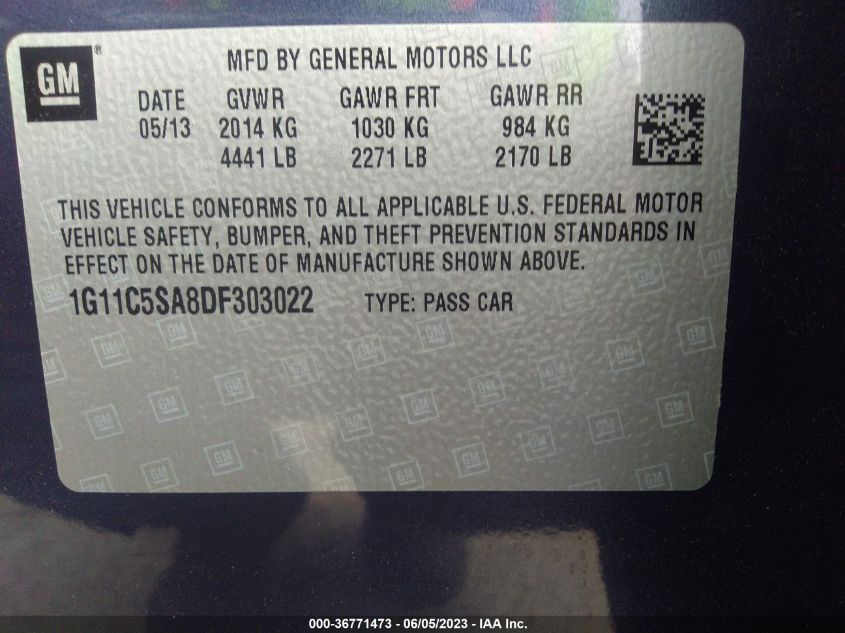 GM ®
MFD BY GENERAL MOTORS LLC
DATE GVWR GAWR FRT GAWR RR
05/13 2014 KG 1030 KG 984 KG
4441 LB 2271 LB 2170 LB
THIS VEHICLE CONFORMS TO ALL APPLICABLE U.S. FEDERAL MOTOR
VEHICLE SAFETY, BUMPER, AND THEFT PREVENTION STANDARDS IN
EFFECT ON THE DATE OF MANUFACTURE SHOWN ABOVE.
1G11C5SA8DF303022 TYPE: PASS CAR
000-36771473 - 06/05/2023 - IAA Inc.